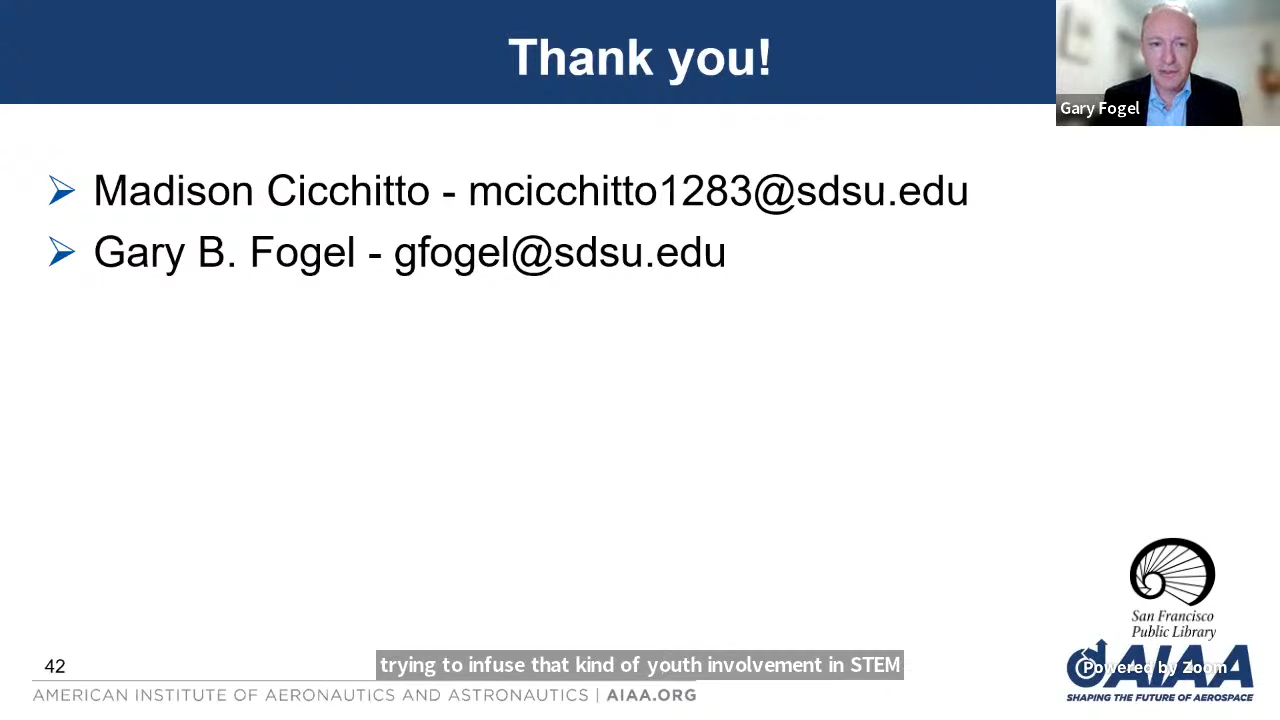 Thank you!
Gary Fogel
Madison Cicchitto - mcicchitto1283@sdsu.edu
Gary B. Fogel - gfogel@sdsu.edu
San Francisco
Public Library
42
trying to infuse that kind of youth involvement in STEM
Powered by Zoom
AIAA
SHAPING THE FUTURE OF AEROSPACE
AMERICAN INSTITUTE OF AERONAUTICS AND ASTRONAUTICS | AIAA.ORG